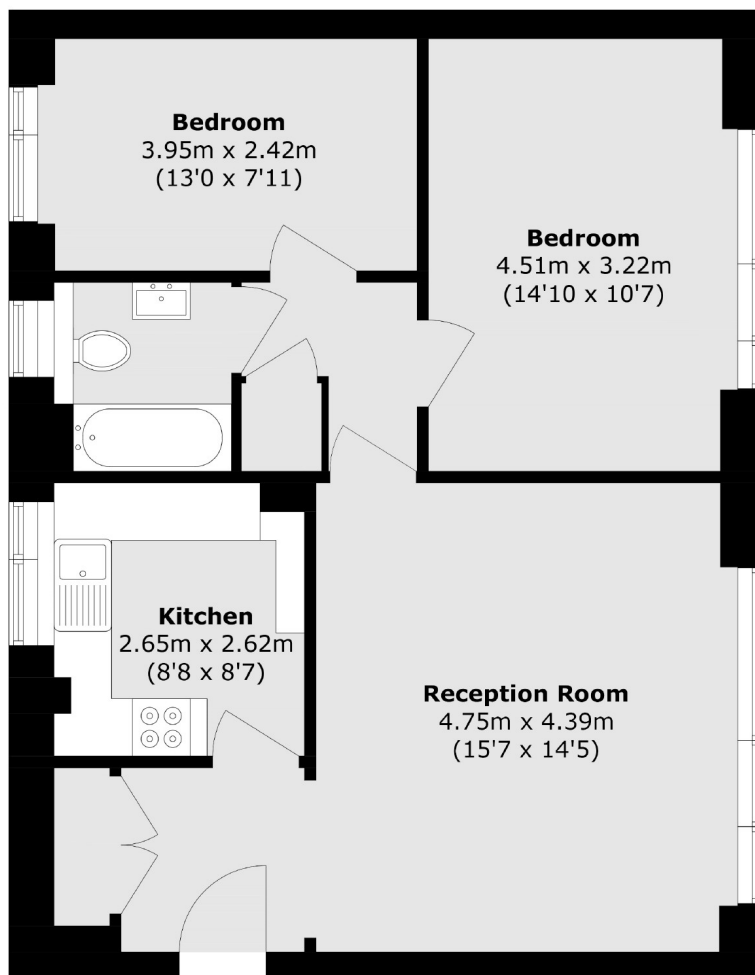 Bedroom
3.95m x 2.42m
(13'0 x 7'11)
Bedroom
4.51m x 3.22m
(14'10 x 10'7)
Kitchen
2.65m x 2.62m
(8'8 x 8'7)
Reception Room
4.75m x 4.39m
(15'7 x 14'5)